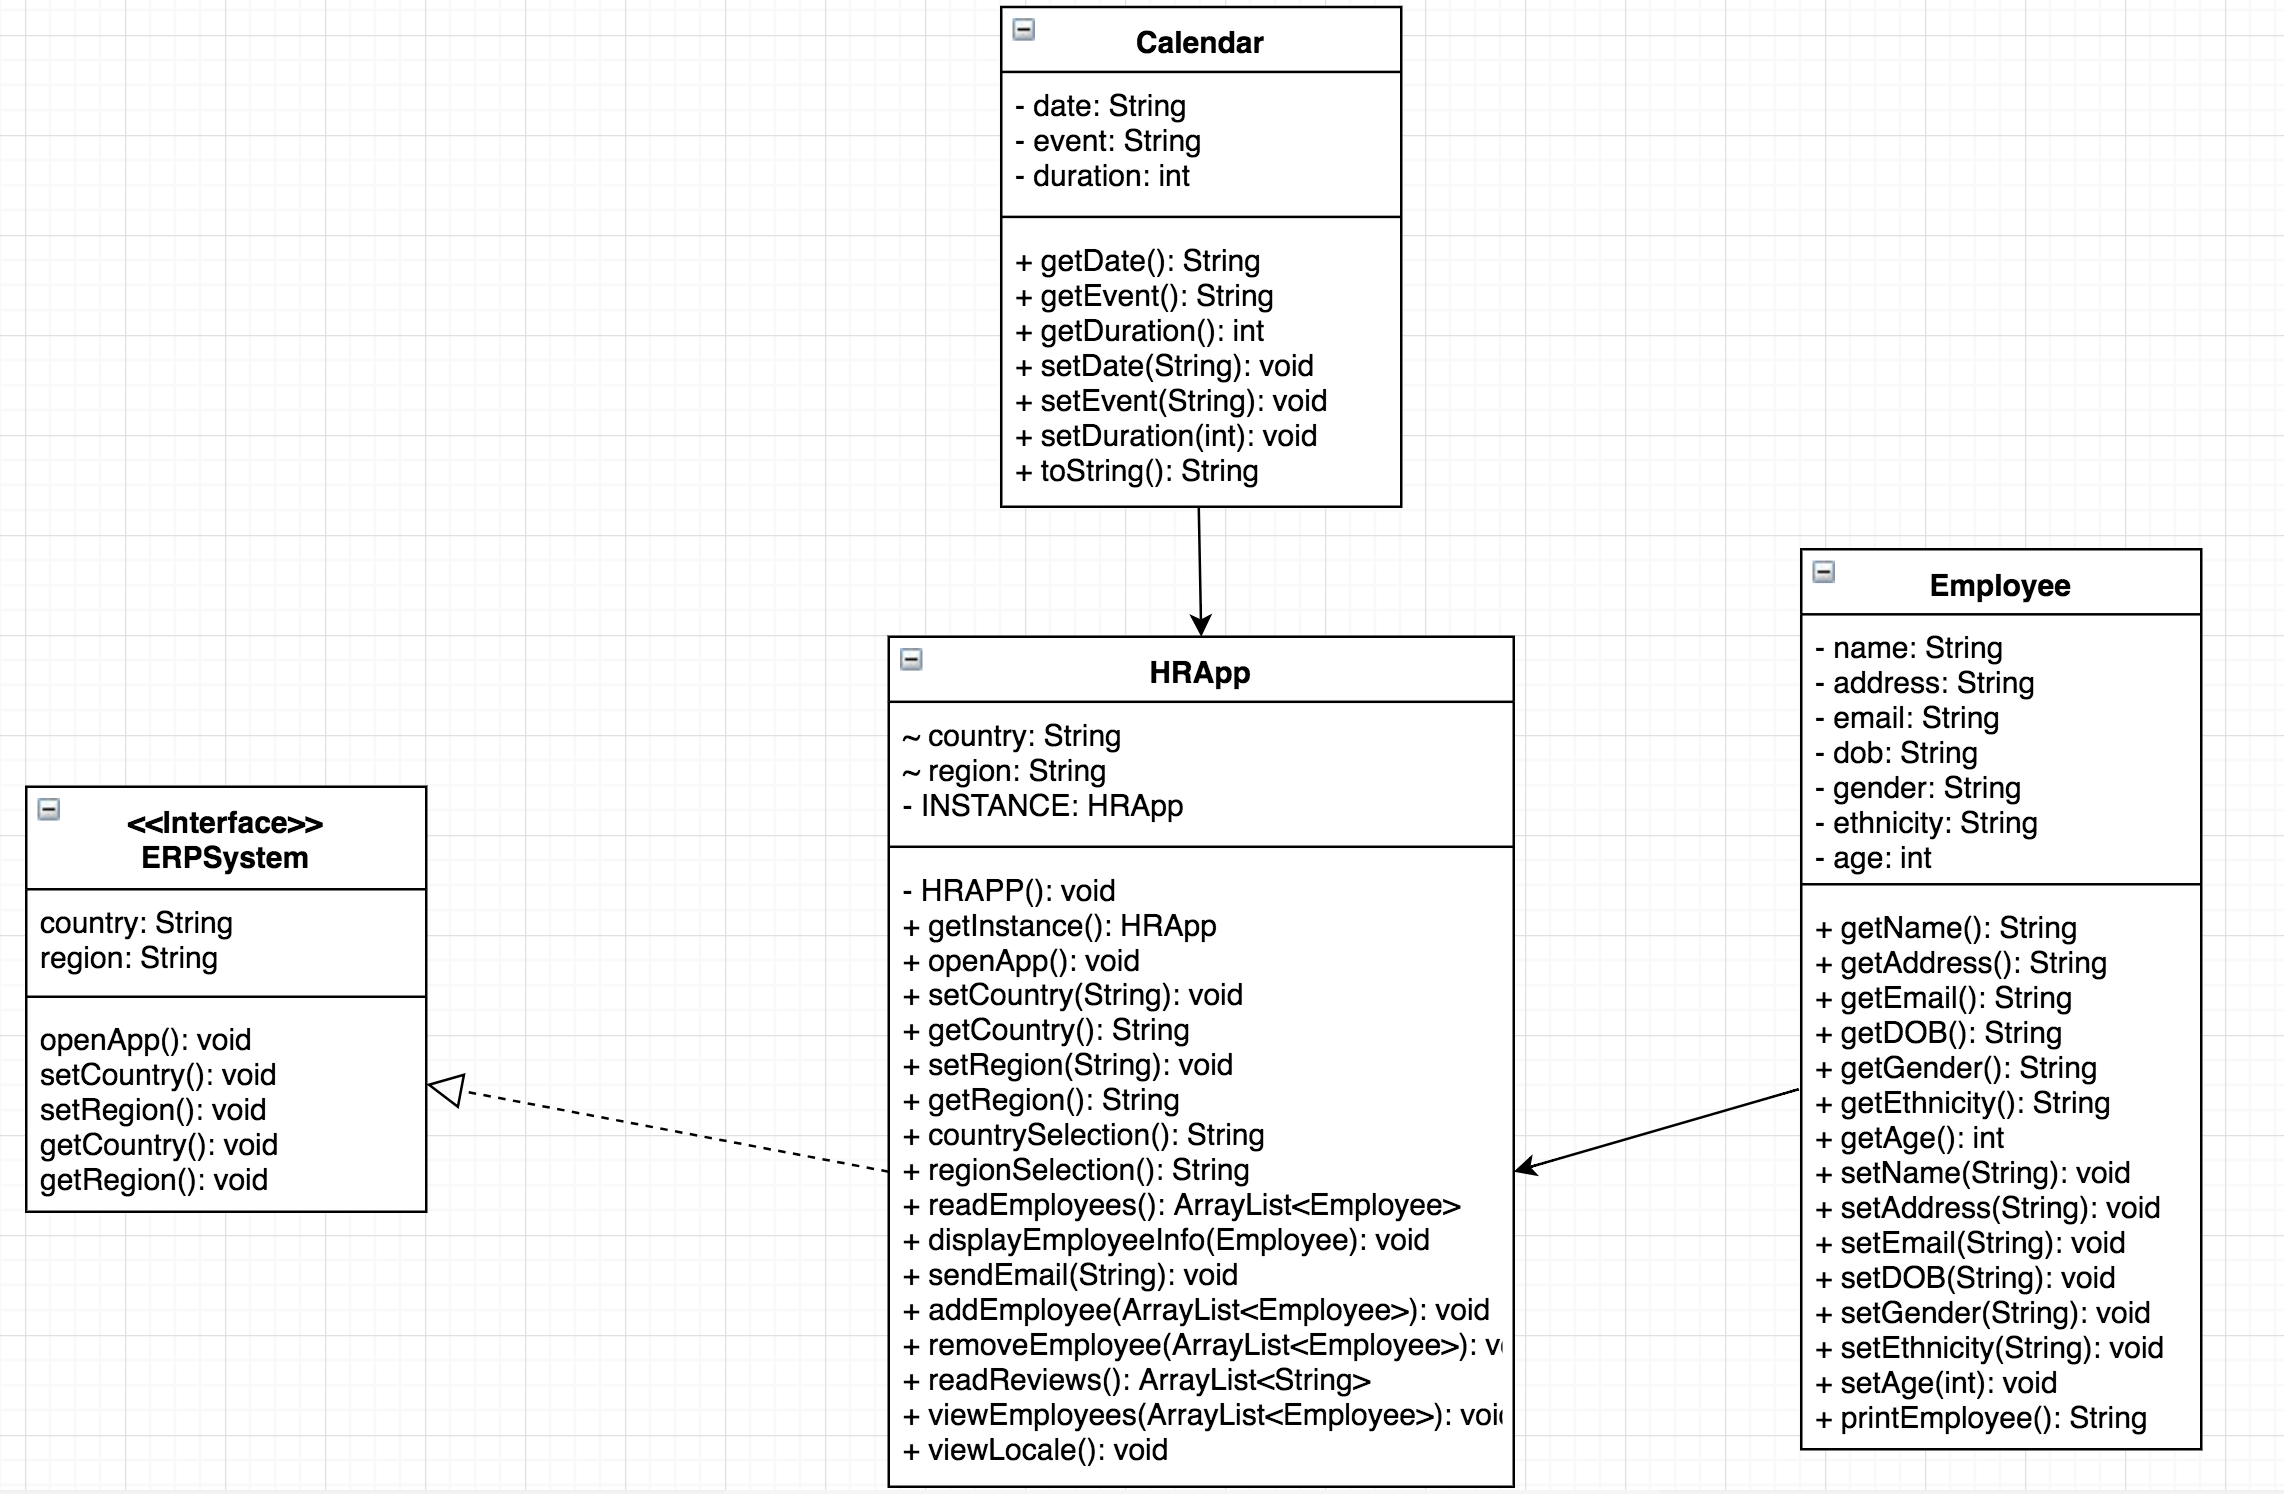 Calendar
- date: String
- event: String
- duration: int
+ getDate(): String
+ getEvent(): String
+ getDuration(): int
+ setDate(String): void
+ setEvent(String): void
+ setDuration(int): void
+ toString(): String
<<Interface>>
ERPSystem
country: String
region: String
openApp(): void
setCountry(): void
setRegion(): void
getCountry(): void
getRegion(): void
HRApp
~ country: String
~ region: String
- INSTANCE: HRApp
- HRAPP(): void
+ getInstance(): HRApp
+ openApp(): void
+ setCountry(String): void
+ getCountry(): String
+ setRegion(String): void
+ getRegion(): String
+ countrySelection(): String
+ regionSelection(): String
+ readEmployees(): ArrayList<Employee>
+ displayEmployeeInfo(Employee): void
+ sendEmail(String): void
+ addEmployee(ArrayList<Employee>): void
+ removeEmployee(ArrayList<Employee>):
+ readReviews(): ArrayList<String>
+ viewEmployees(ArrayList<Employee>):
+ viewLocale(): void
Employee
- name: String
- address: String
- email: String
- dob: String
- gender: String
- ethnicity: String
- age: int
+ getName(): String
+ getAddress(): String
+ getEmail(): String
+ getDOB(): String
+ getGender(): String
+ getEthnicity(): String
+ getAge(): int
+ setName(String): void
+ setAddress(String): void
+ setEmail(String): void
+ setDOB(String): void
+ setGender(String): void
+ setEthnicity(String): void
+ setAge(int): void
+ printEmployee(): String